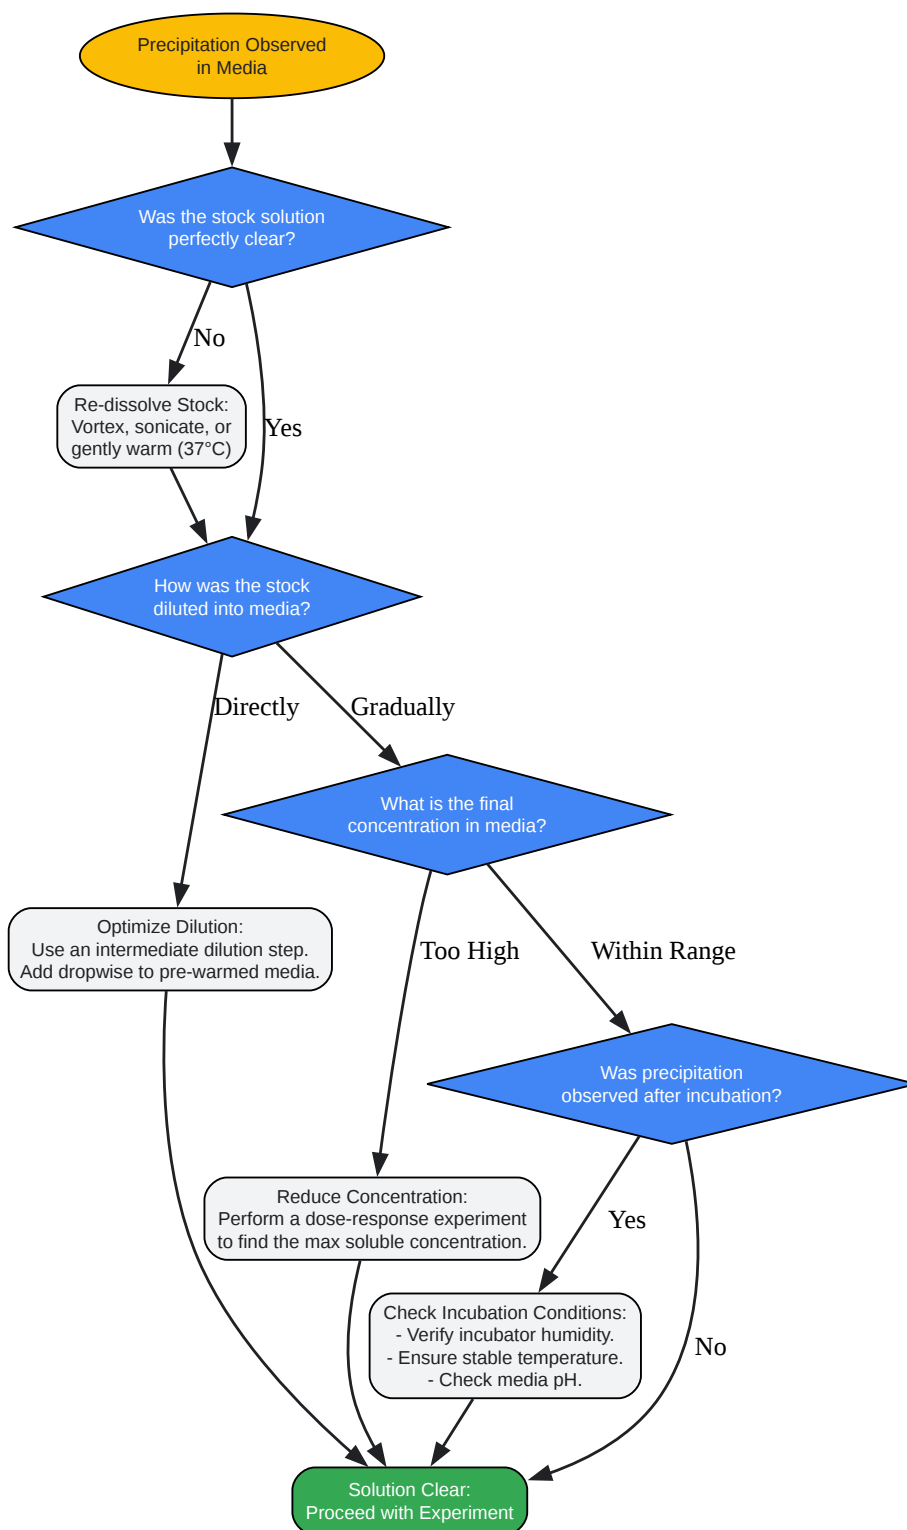 Precipitation Observed
in Media
Was the stock solution
perfectly clear?
No
Re-dissolve Stock:
Vortex, sonicate, or
gently warm (37°C)
Yes
How was the stock
diluted into media?
Directly
Gradually
What is the final
concentration in media?
Optimize Dilution:
Use an intermediate dilution step.
Add dropwise to pre-warmed media.
Too High
Within Range
Was precipitation
observed after incubation?
Reduce Concentration:
Perform a dose-response experiment
to find the max soluble concentration.
Yes
Check Incubation Conditions:
- Verify incubator humidity.
- Ensure stable temperature.
- Check media pH.
No
Solution Clear:
Proceed with Experiment